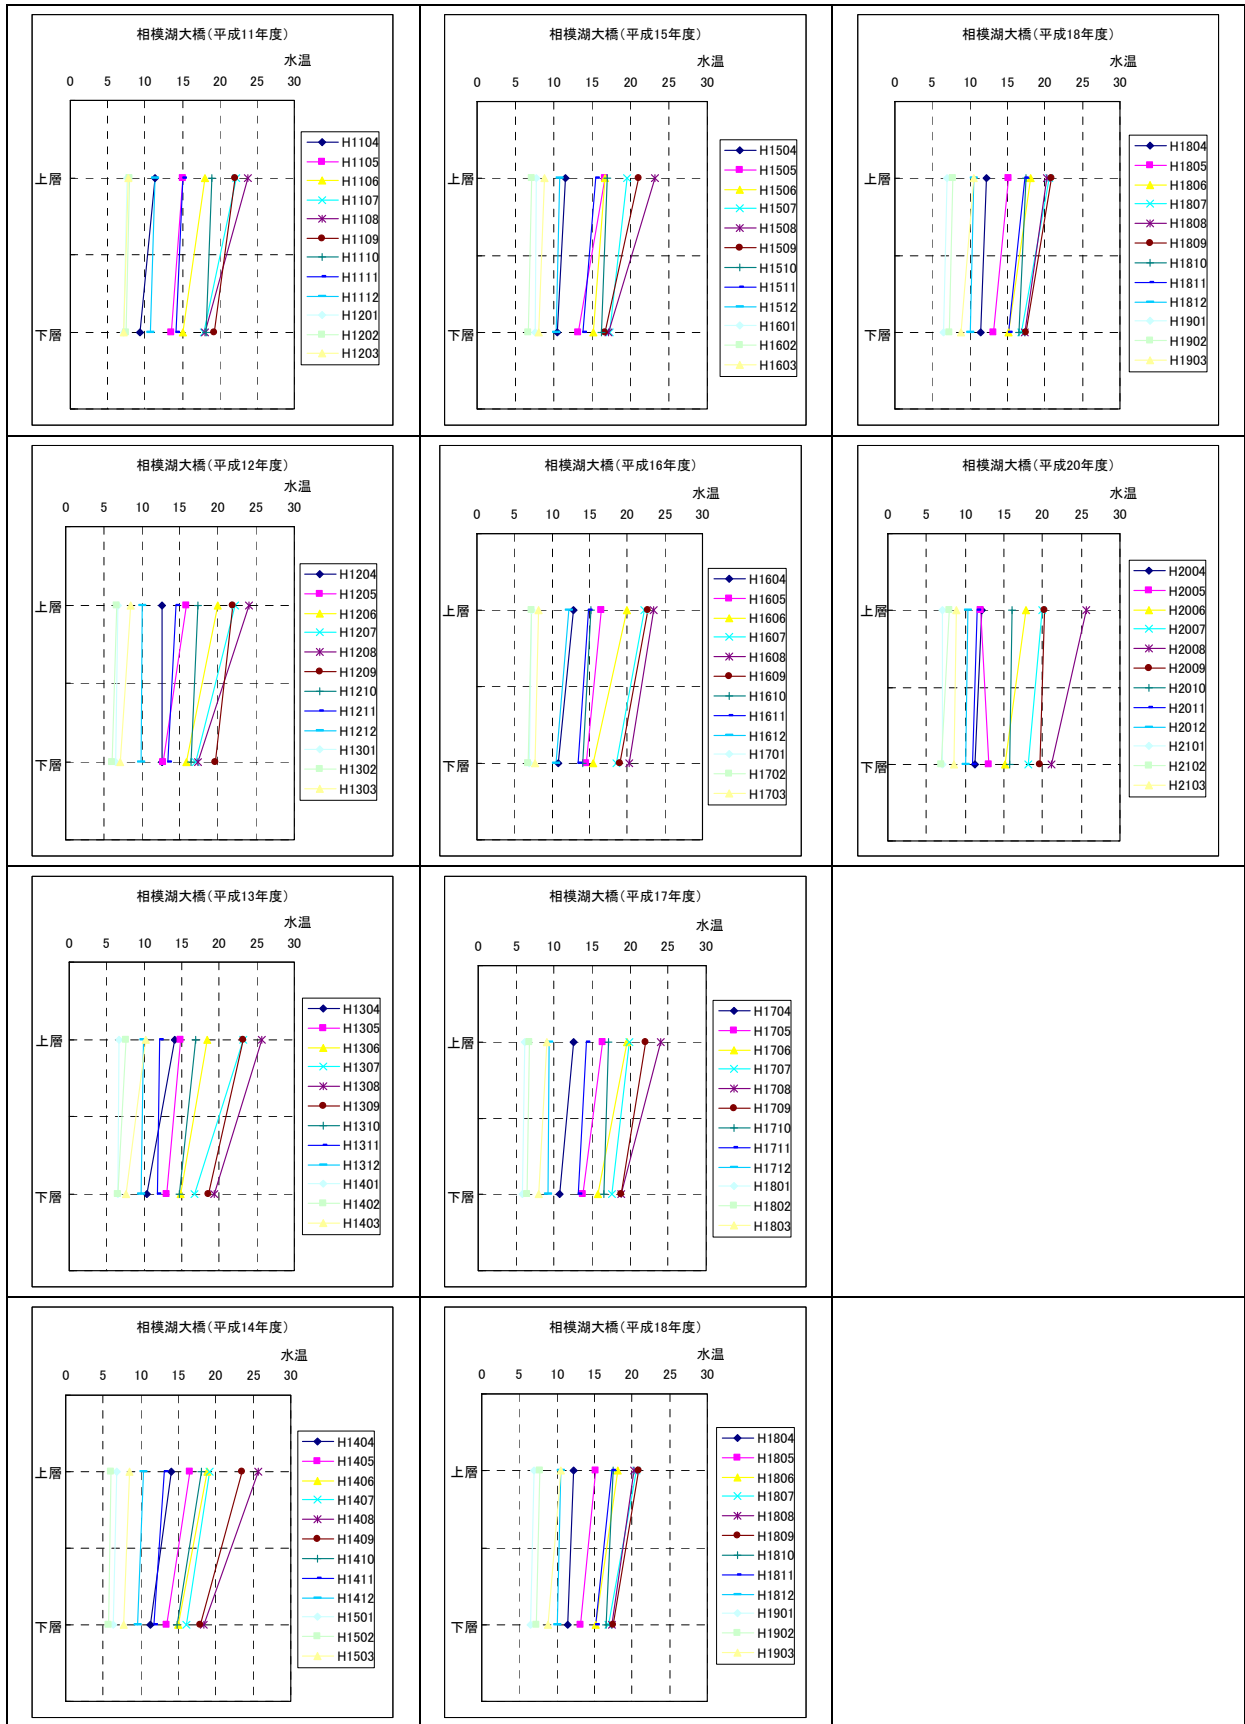 相模湖大橋(平成11年度)
水温
0 5 10 15 20 25 30
上層
下層
H1104
H1105
H1106
H1107
H1108
H1109
H1110
H1111
H1112
H1201
H1202
H1203
相模湖大橋(平成15年度)
水温
0 5 10 15 20 25 30
上層
下層
H1504
H1505
H1506
H1507
H1508
H1509
H1510
H1511
H1512
H1601
H1602
H1603
相模湖大橋(平成18年度)
水温
0 5 10 15 20 25 30
上層
下層
H1804
H1805
H1806
H1807
H1808
H1809
H1810
H1811
H1812
H1901
H1902
H1903
相模湖大橋(平成12年度)
水温
0 5 10 15 20 25 30
上層
下層
H1204
H1205
H1206
H1207
H1208
H1209
H1210
H1211
H1212
H1301
H1302
H1303
相模湖大橋(平成16年度)
水温
0 5 10 15 20 25 30
上層
下層
H1604
H1605
H1606
H1607
H1608
H1609
H1610
H1611
H1612
H1701
H1702
H1703
相模湖大橋(平成20年度)
水温
0 5 10 15 20 25 30
上層
下層
H2004
H2005
H2006
H2007
H2008
H2009
H2010
H2011
H2012
H2101
H2102
H2103
相模湖大橋(平成13年度)
水温
0 5 10 15 20 25 30
上層
下層
H1304
H1305
H1306
H1307
H1308
H1309
H1310
H1311
H1312
H1401
H1402
H1403
相模湖大橋(平成17年度)
水温
0 5 10 15 20 25 30
上層
下層
H1704
H1705
H1706
H1707
H1708
H1709
H1710
H1711
H1712
H1801
H1802
H1803
相模湖大橋(平成14年度)
水温
0 5 10 15 20 25 30
上層
下層
H1404
H1405
H1406
H1407
H1408
H1409
H1410
H1411
H1412
H1501
H1502
H1503
相模湖大橋(平成18年度)
水温
0 5 10 15 20 25 30
上層
下層
H1804
H1805
H1806
H1807
H1808
H1809
H1810
H1811
H1812
H1901
H1902
H1903